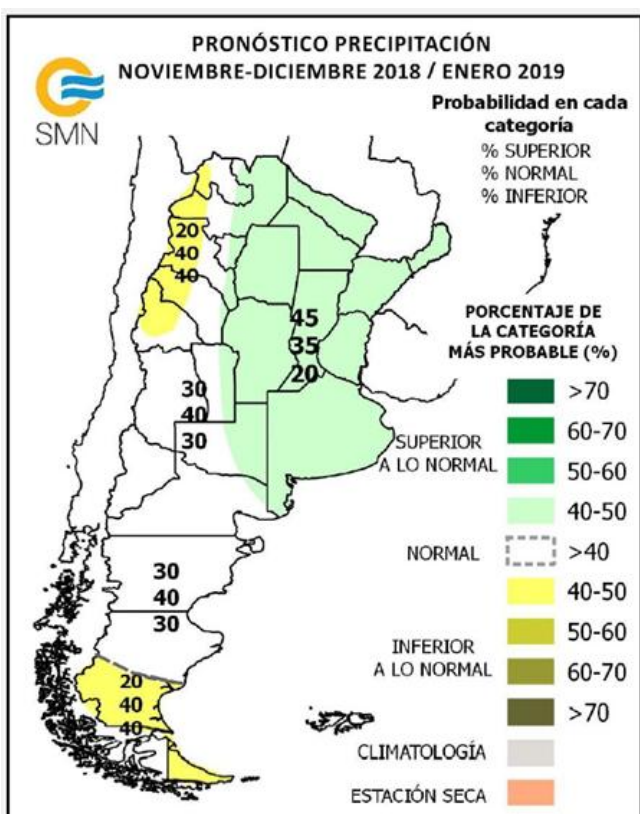 PRONÓSTICO PRECIPITACIÓN
NOVIEMBRE-DICIEMBRE 2018 / ENERO 2019
SMN
Probabilidad en cada
categoría
% SUPERIOR
% NORMAL
% INFERIOR
20
40
40
45
35
20
30
40
30
30
40
30
20
40
40
PORCENTAJE DE
LA CATEGORÍA
MÁS PROBABLE (%)
>70
60-70
50-60
40-50
SUPERIOR
A LO NORMAL
NORMAL
>40
40-50
50-60
60-70
>70
INFERIOR
A LO NORMAL
CLIMATOLOGÍA
ESTACIÓN SECA